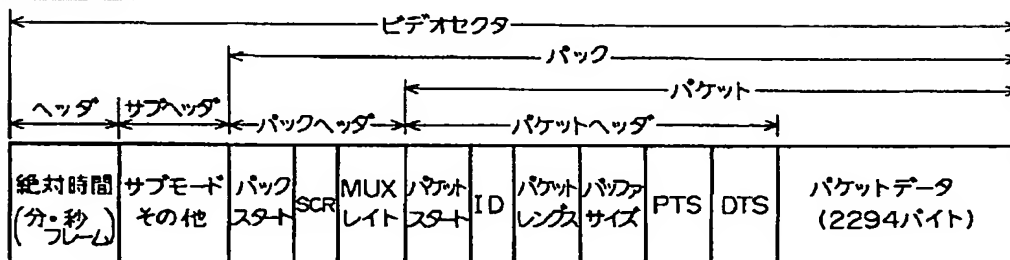 ビデオセクタ
パック
パケット
ヘッダ サブヘッダ パックヘッダ パケットヘッダ
絶対時間
(分・秒
フレーム)
サブモード
その他
パック
スタート
SCR
MUX
レイト
パケット
スタート
ID
パケット
レングス
バッファ
サイズ
PTS
DTS
パケットデータ
(2294バイト)